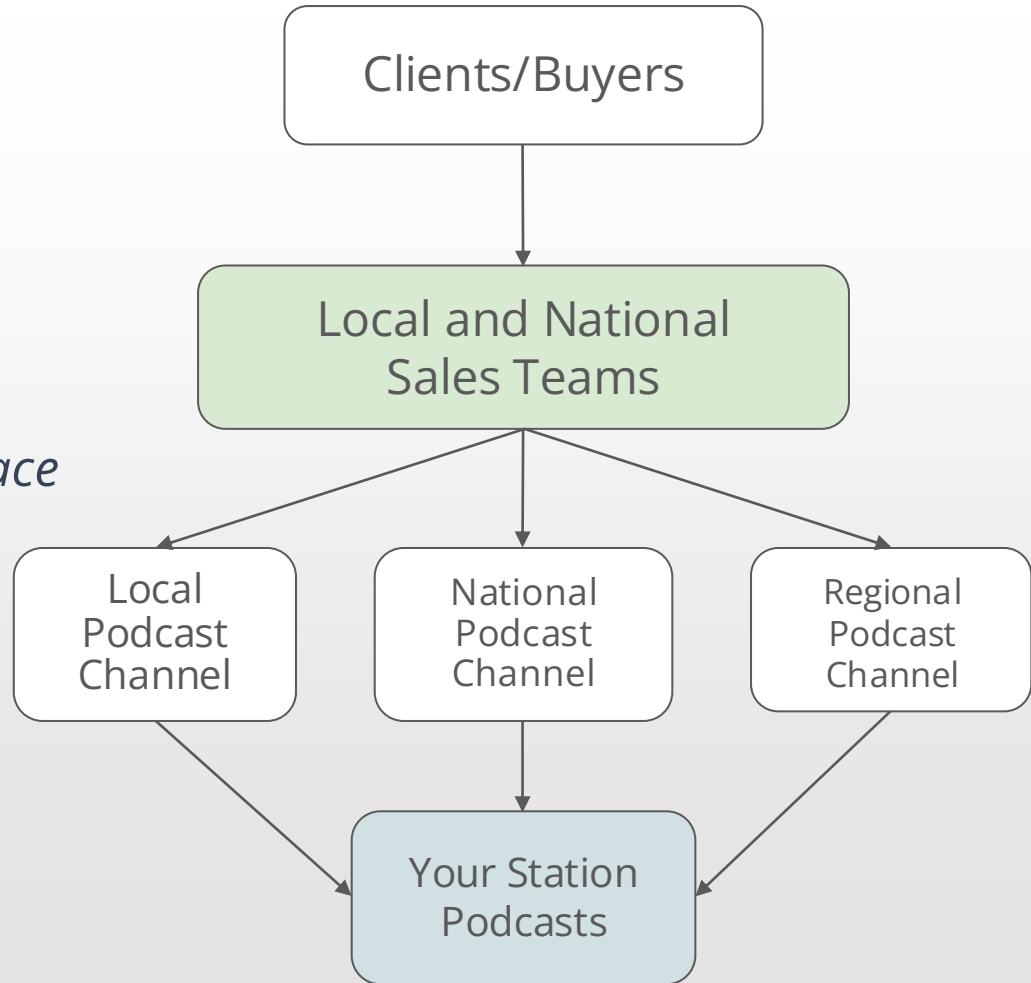 Clients/Buyers
Local and National
Sales Teams
ace
Local
Podcast
Channel
National
Podcast
Channel
Regional
Podcast
Channel
Your Station
Podcasts